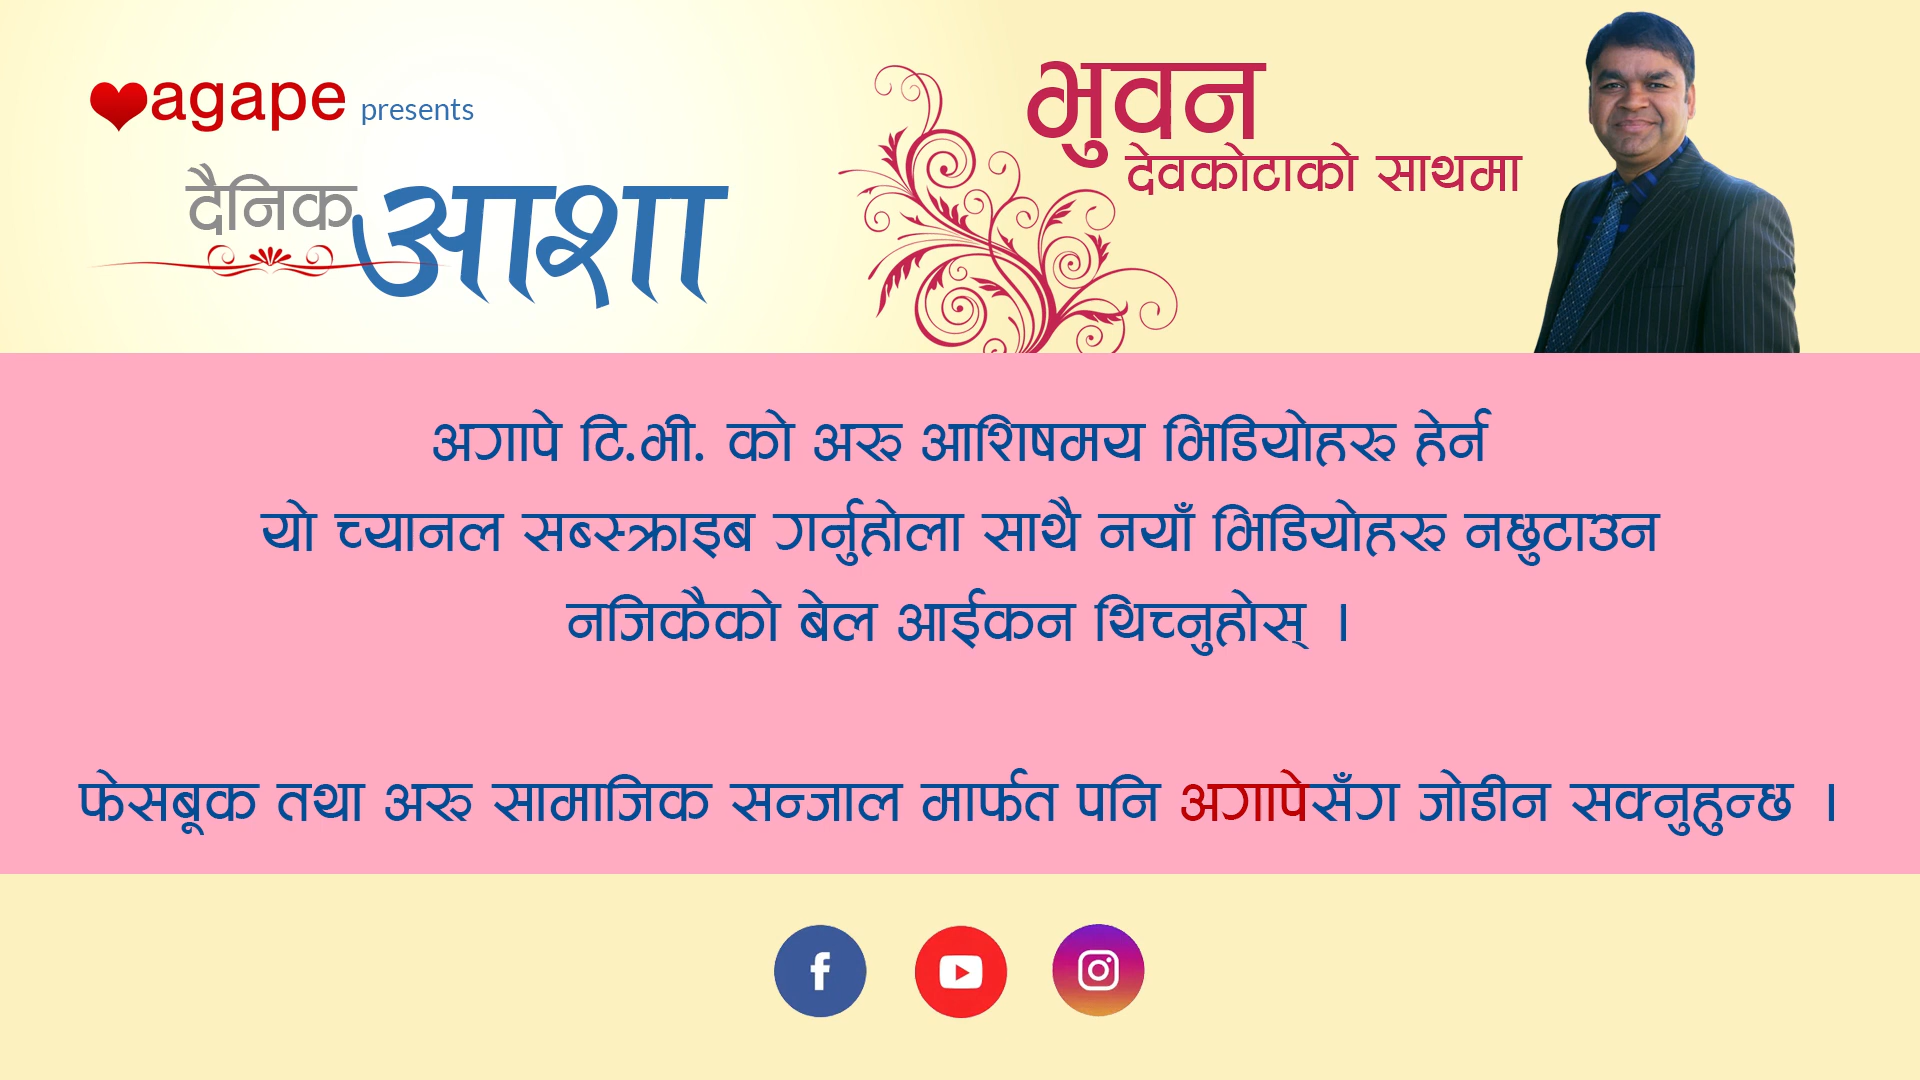 agape presents
दैनिक आशा
भुवन
देवकोटाको साथमा
अगापे टि.भी. को अरु आशिषमय भिडियोहरु हेर्न
यो च्यानल सब्स्क्राइब गर्नुहोला साथै नयाँ भिडियोहरु नछुटाउन
नजिकैको बेल आईकन थिच्नुहोस् ।
फेसबूक तथा अरु सामाजिक सन्जाल मार्फत पनि अगापेसँग जोडीन सक्नुहुन्छ ।